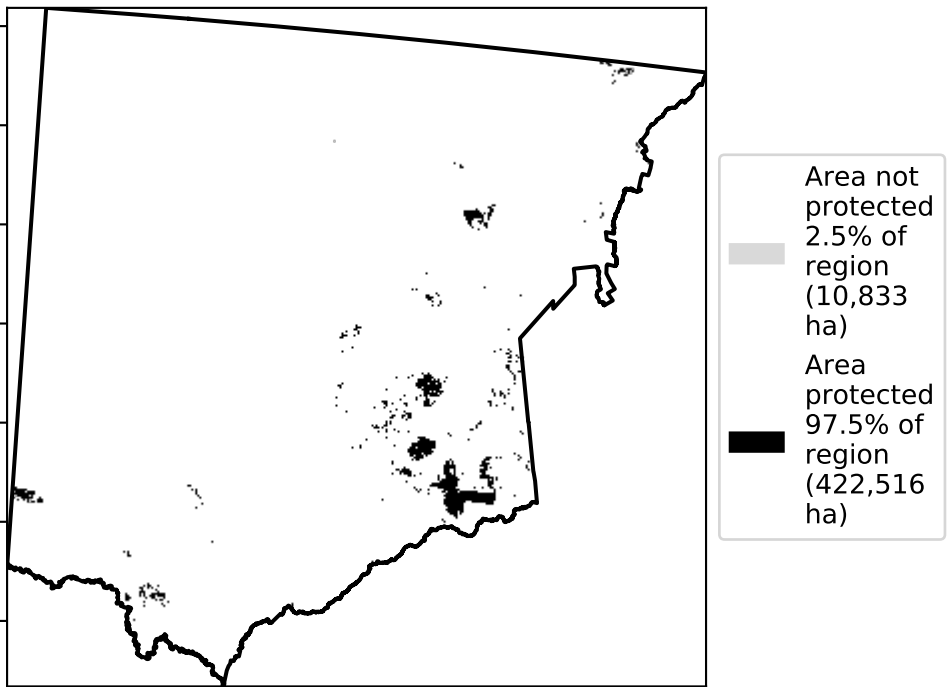 Area not
protected
2.5% of
region
(10,833
ha)
Area
protected
97.5% of
region
(422,516
ha)